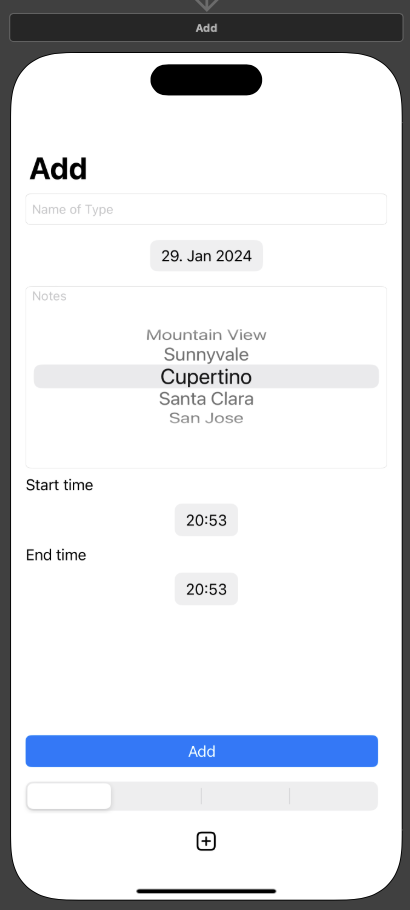 Add
Add
Name of Type
29. Jan 2024
Notes
Mountain View
Sunnyvale
Cupertino
Santa Clara
San Jose
Start time
20:53
End time
20:53
Add